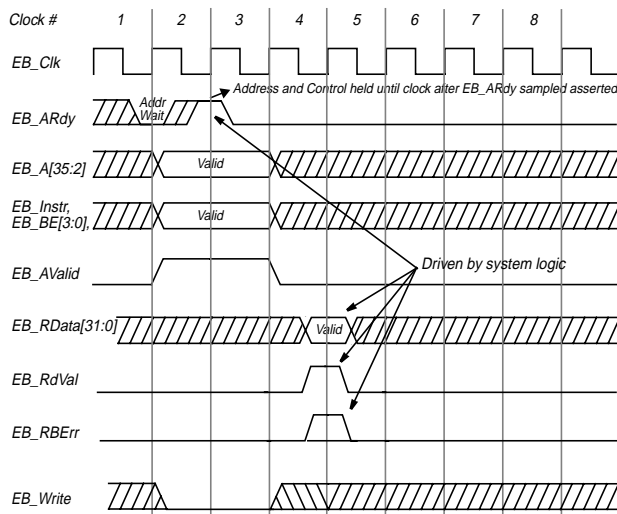 Clock # 1 2 3 4 5 6 7 8
EB_Clk
Address and Control held until clock after EB_ARdy sampled asserted
EB_ARdy
Addr
Wait
EB_A[35:2] Valid
EB_Instr,
EB_BE[3:0], Valid
EB_AValid
Driven by system logic
EB_RData[31:0] Valid
EB_RdVal
EB_RBErr
EB_Write